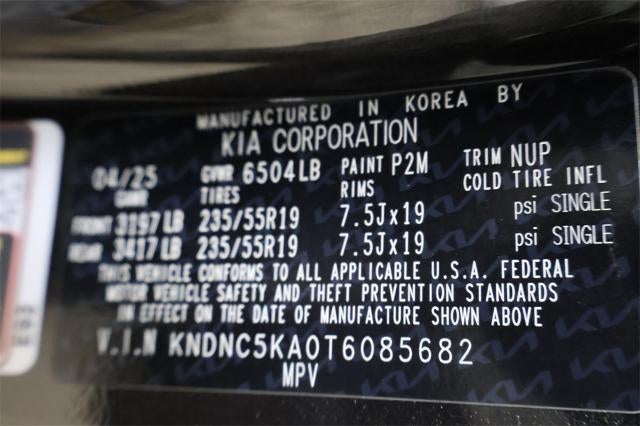 MANUFACTURED IN KOREA BY
KIA CORPORATION
04/25 GVWR 6504LB PAINT P2M TRIM NUP
GAWR TIRES RIMS COLD TIRE INFL
FRONT 3197LB 235/55R19 7.5Jx19 psi SINGLE
REAR 3417LB 235/55R19 7.5Jx19 psi SINGLE
THIS VEHICLE CONFORMS TO ALL APPLICABLE U.S.A. FEDERAL
MOTOR VEHICLE SAFETY AND THEFT PREVENTION STANDARDS
IN EFFECT ON THE DATE OF MANUFACTURE SHOWN ABOVE
V.I.N KNDNC5KA0T6085682
MPV